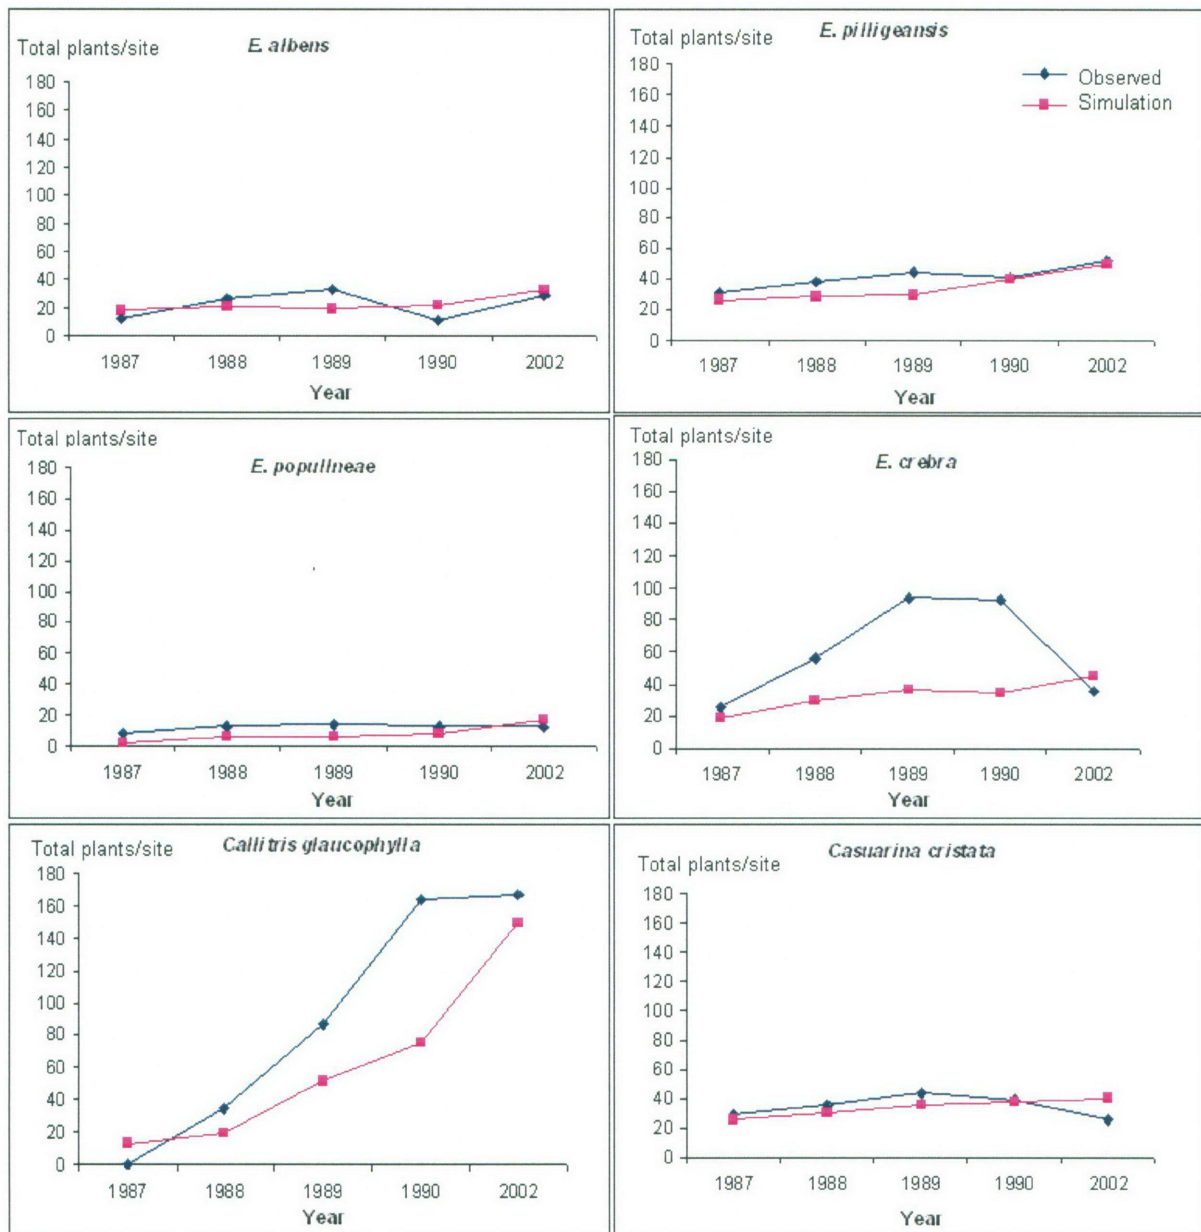 Total plants/site
E. albens
180
160
140
120
100
80
60
40
20
0
1987 1988 1989 1990 2002
Year
Total plants/site
E. pilligeansis
180
160
140
120
100
80
60
40
20
0
Observed
Simulation
1987 1988 1989 1990 2002
Year
Total plants/site
E. populineae
180
160
140
120
100
80
60
40
20
0
1987 1988 1989 1990 2002
Year
Total plants/site
E. crebra
180
160
140
120
100
80
60
40
20
0
1987 1988 1989 1990 2002
Year
Total plants/site
Callitris glaucophylla
180
160
140
120
100
80
60
40
20
0
1987 1988 1989 1990 2002
Year
Total plants/site
Casuarina cristata
180
160
140
120
100
80
60
40
20
0
1987 1988 1989 1990 2002
Year